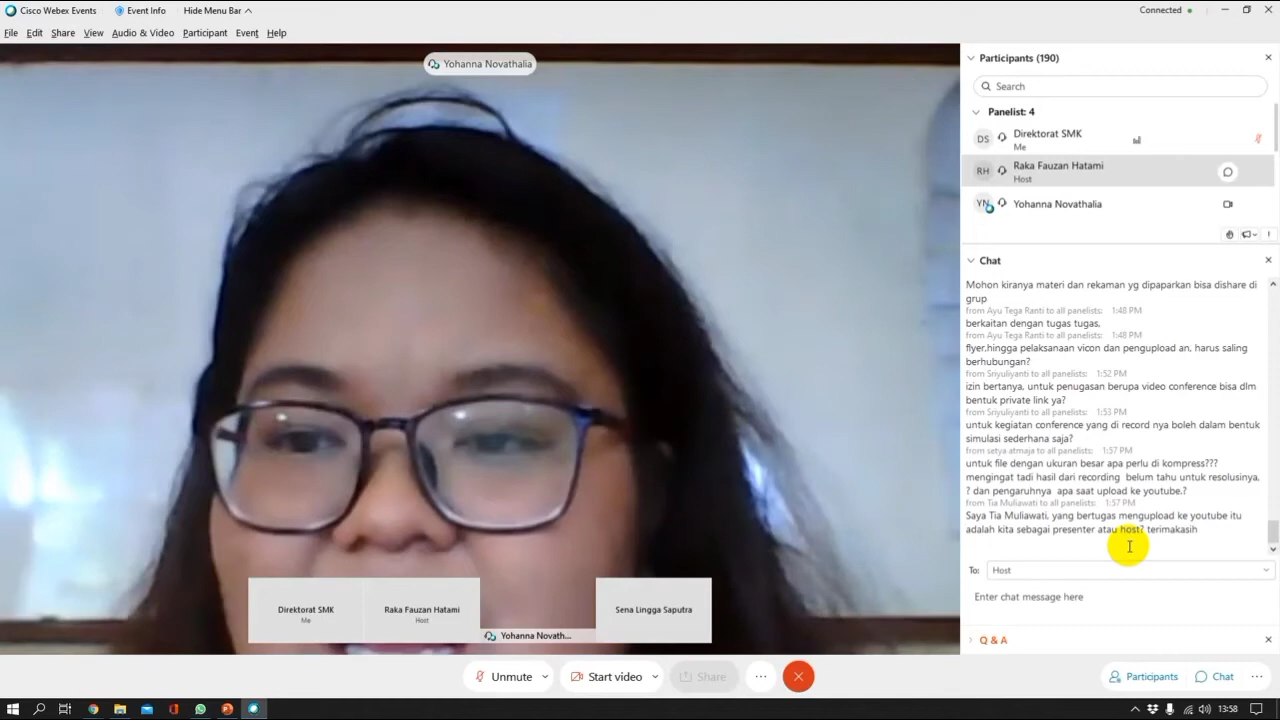 Cisco Webex Events
Event Info
Hide Menu Bar
Connected
File Edit Share View Audio & Video Participant Event Help
Yohanna Novathalia
Participants (190)
Search
Panelist: 4
DS
Direktorat SMK
Me
RH
Raka Fauzan Hatami
Host
YN
Yohanna Novathalia
Chat
Mohon kiranya materi dan rekaman yg dipaparkan bisa dishare di
grup
from Ayu Tega Ranti to all panelists: 1:48 PM
berkaitan dengan tugas tugas,
from Ayu Tega Ranti to all panelists: 1:48 PM
flyer,hingga pelaksanaan vicon dan pengupload an, harus saling
berhubungan?
from Sriyuliyanti to all panelists: 1:52 PM
izin bertanya, untuk penugasan berupa video conference bisa dlm
bentuk private link ya?
from Sriyuliyanti to all panelists: 1:53 PM
untuk kegiatan conference yang di record nya boleh dalam bentuk
simulasi sederhana saja?
from setya atmaja to all panelists: 1:57 PM
untuk file dengan ukuran besar apa perlu di kompress???
mengingat tadi hasil dari recording belum tahu untuk resolusinya.
? dan pengaruhnya apa saat upload ke youtube.?
from Tia Muliawati to all panelists: 1:57 PM
Saya Tia Muliawati, yang bertugas mengupload ke youtube itu
adalah kita sebagai presenter atau host? terimakasih
To: Host
Enter chat message here
Q & A
Direktorat SMK
Me
Raka Fauzan Hatami
Host
Yohanna Novath...
Sena Lingga Saputra
Unmute
Start video
Share
Participants
Chat
13:58